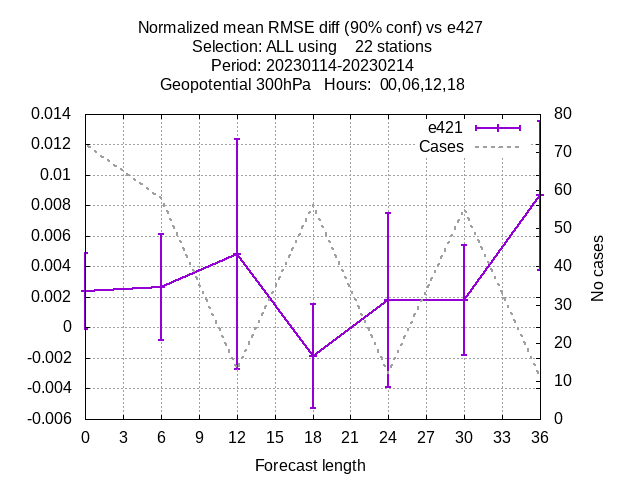 Normalized mean RMSE diff (90% conf) vs e427
Selection: ALL using    22 stations
Period: 20230114-20230214
Geopotential 300hPa   Hours:  00,06,12,18
e421
Cases
0.014
0.012
0.01
0.008
0.006
0.004
0.002
0
-0.002
-0.004
-0.006
80
70
60
50
40
30
20
10
0
No cases
0 3 6 9 12 15 18 21 24 27 30 33 36
Forecast length